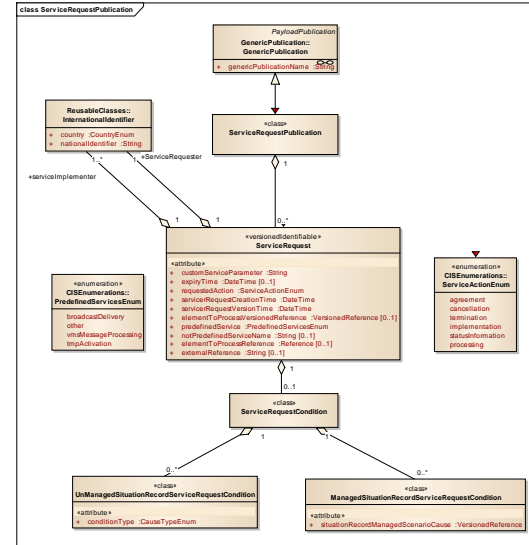 class ServiceRequestPublication
PayloadPublication
GenericPublication::
GenericPublication
+ genericPublicationName :String
ReusableClasses::
InternationalIdentifier
+ country :CountryEnum
+ nationalIdentifier :String
«class»
ServiceRequestPublication
1..*
1
+ServiceRequester
+serviceImplementer
1
1
1
0..*
«versionedIdentifiable»
ServiceRequest
«attribute»
+ customServiceParameter :String
+ expiryTime :DateTime [0..1]
+ requestedAction :ServiceActionEnum
+ servicerRequestCreationTime :DateTime
+ servicerRequestVersionTime :DateTime
+ elementToProcessVersionedReference :VersionedReference [0..1]
+ predefinedService :PredefinedServicesEnum
+ notPredefinedServiceName :String [0..1]
+ elementToProcessReference :Reference [0..1]
+ externalReference :String [0..1]
«enumeration»
CISEnumerations::
PredefinedServicesEnum
broadcastDelivery
other
vmsMessageProcessing
tmpActivation
«enumeration»
CISEnumerations::
ServiceActionEnum
agreement
cancellation
termination
implementation
statusInformation
processing
1
0..1
«class»
ServiceRequestCondition
1
1
0..*
0..*
«class»
UnManagedSituationRecordServiceRequestCondition
«attribute»
+ conditionType :CauseTypeEnum
«class»
ManagedSituationRecordServiceRequestCondition
«attribute»
+ situationRecordManagedScenarioCause :VersionedReference